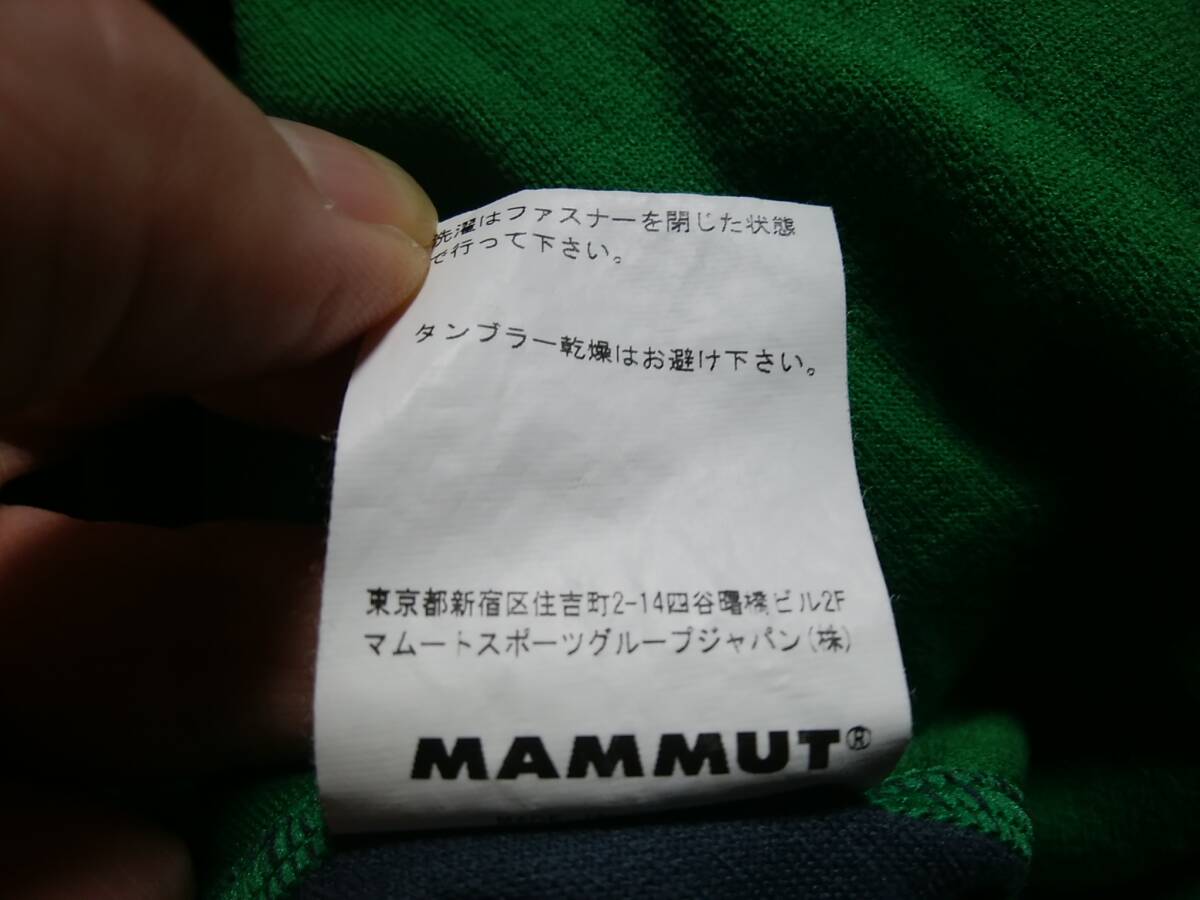 洗濯はファスナーを閉じた状態
で行って下さい。
タンブラー乾燥はお避け下さい。
東京都新宿区住吉町2-14四谷曙橋ビル2F
マムートスポーツグループジャパン(株)
MAMMUT®